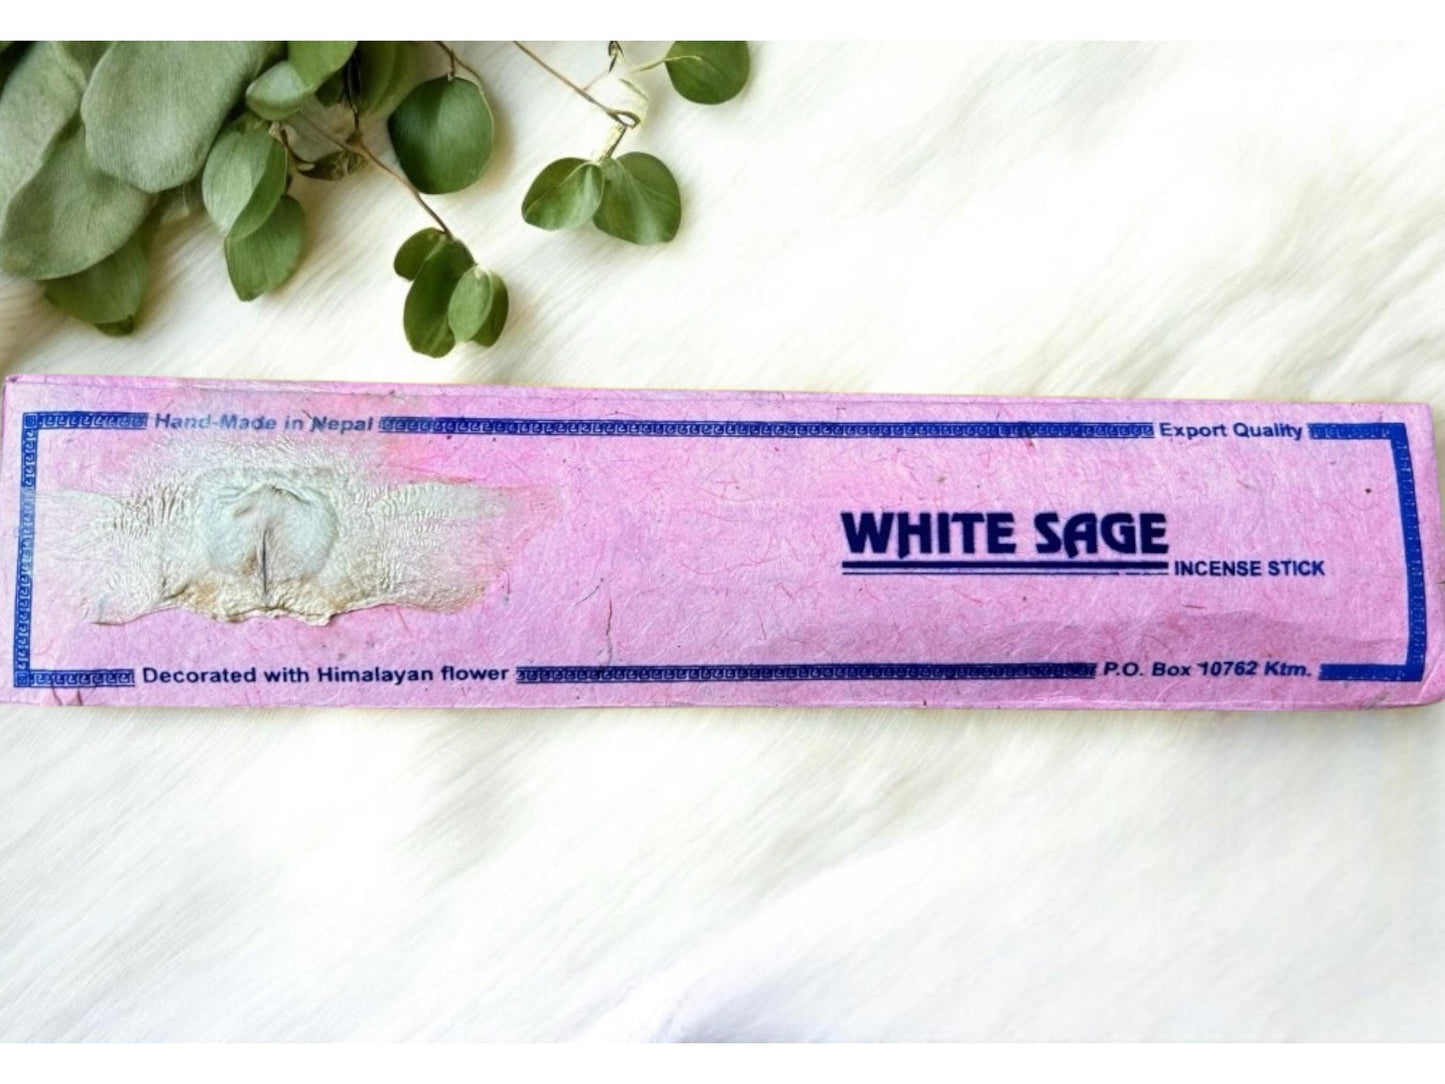 Hand-Made in Nepal
Export Quality
WHITE SAGE
INCENSE STICK
Decorated with Himalayan flower
P.O. Box 10762 Ktm.